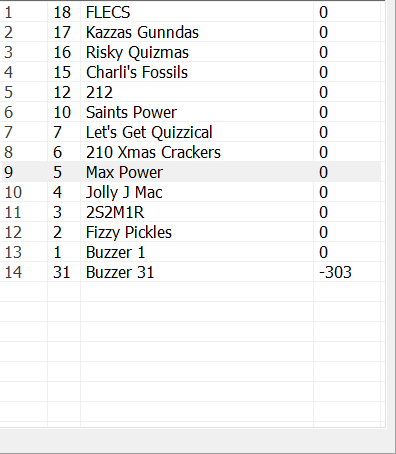 1 18 FLECS 0
2 17 Kazzas Gunndas 0
3 16 Risky Quizmas 0
4 15 Charli's Fossils 0
5 12 212 0
6 10 Saints Power 0
7 7 Let's Get Quizzical 0
8 6 210 Xmas Crackers 0
9 5 Max Power 0
10 4 Jolly J Mac 0
11 3 2S2M1R 0
12 2 Fizzy Pickles 0
13 1 Buzzer 1 0
14 31 Buzzer 31 -303